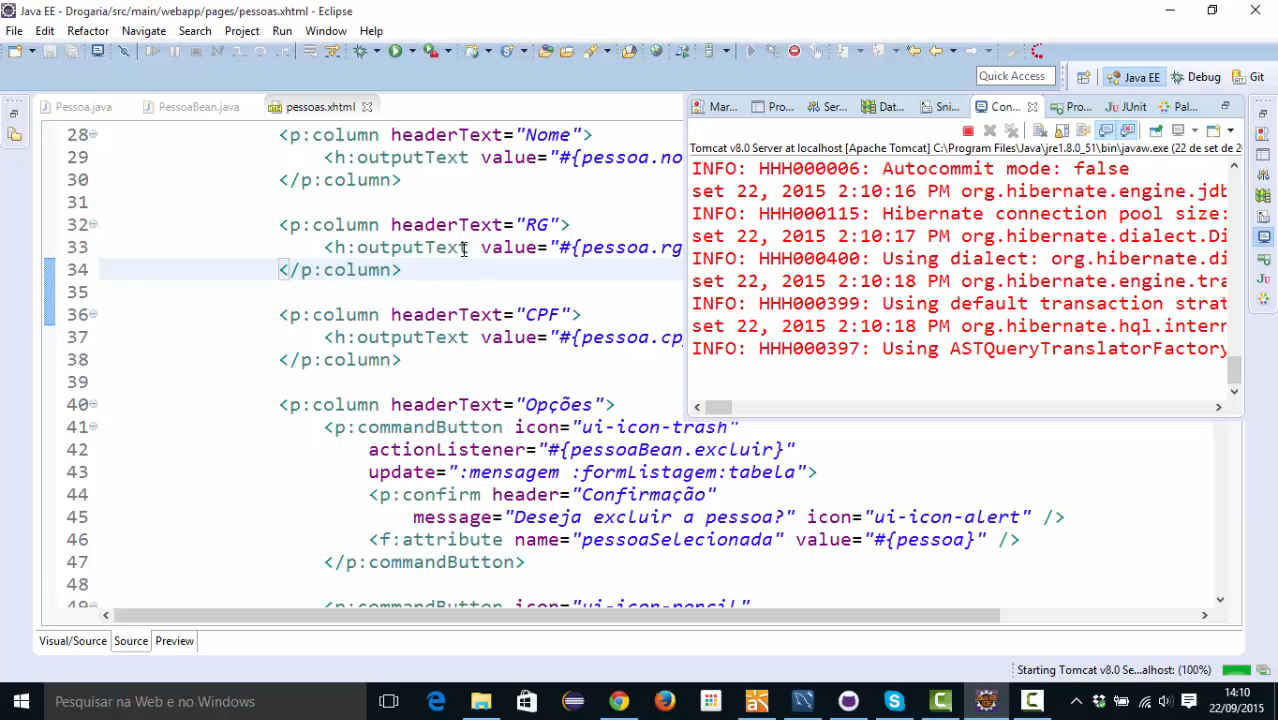 Java EE - Drogaria/src/main/webapp/pages/pessoas.xhtml - Eclipse
File Edit Refactor Navigate Search Project Run Window Help
Quick Access Java EE Debug Git
Pessoa.java PessoaBean.java pessoas.xhtml
Mar... Pro... Ser... Dat... Sni... Con... Pro... JUnit Pal...
Tomcat v8.0 Server at localhost [Apache Tomcat] C:\Program Files\Java\jre1.8.0_51\bin\javaw.exe (22 de set de 20
INFO: HHH000006: Autocommit mode: false
set 22, 2015 2:10:16 PM org.hibernate.engine.jdb
INFO: HHH000115: Hibernate connection pool size:
set 22, 2015 2:10:17 PM org.hibernate.dialect.Di
INFO: HHH000400: Using dialect: org.hibernate.di
set 22, 2015 2:10:18 PM org.hibernate.engine.tra
INFO: HHH000399: Using default transaction strat
set 22, 2015 2:10:18 PM org.hibernate.hql.intern
INFO: HHH000397: Using ASTQueryTranslatorFactory
28 <p:column headerText="Nome">
29 <h:outputText value="#{pessoa.no
30 </p:column>
31
32 <p:column headerText="RG">
33 <h:outputText value="#{pessoa.rg
34 </p:column>
35
36 <p:column headerText="CPF">
37 <h:outputText value="#{pessoa.cp
38 </p:column>
39
40 <p:column headerText="Opções">
41 <p:commandButton icon="ui-icon-trash"
42 actionListener="#{pessoaBean.excluir}"
43 update=":mensagem :formListagem:tabela">
44 <p:confirm header="Confirmação"
45 message="Deseja excluir a pessoa?" icon="ui-icon-alert" />
46 <f:attribute name="pessoaSelecionada" value="#{pessoa}" />
47 </p:commandButton>
48
49 <p:commandButton icon="ui-icon-pencil"
Visual/Source Source Preview
Starting Tomcat v8.0 Se...alhost: (100%)
Pesquisar na Web e no Windows
14:10
22/09/2015